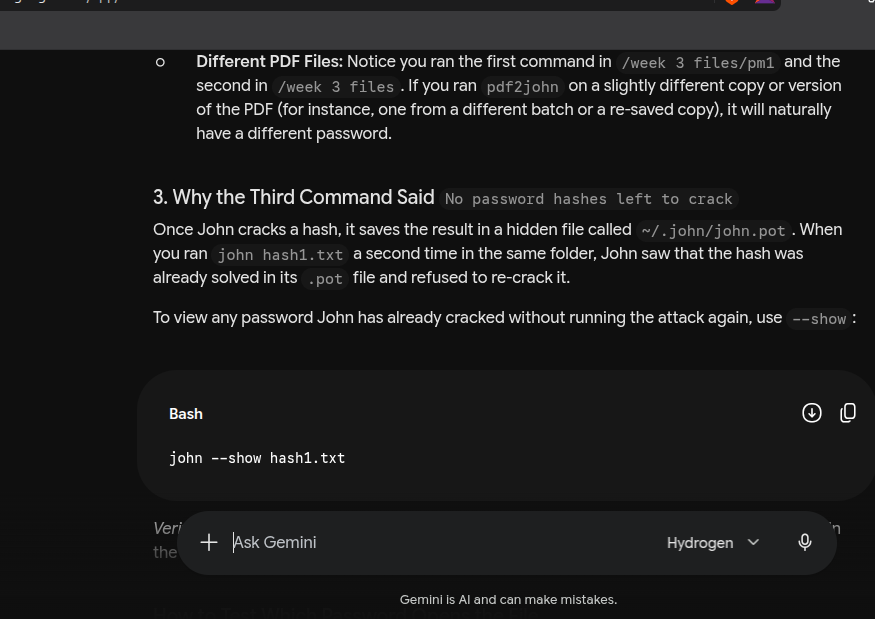 Different PDF Files: Notice you ran the first command in /week 3 files/pm1 and the
second in /week 3 files. If you ran pdf2john on a slightly different copy or version
of the PDF (for instance, one from a different batch or a re-saved copy), it will naturally
have a different password.
3. Why the Third Command Said No password hashes left to crack
Once John cracks a hash, it saves the result in a hidden file called ~/.john/john.pot. When
you ran john hash1.txt a second time in the same folder, John saw that the hash was
already solved in its .pot file and refused to re-crack it.
To view any password John has already cracked without running the attack again, use --show:
Bash
john --show hash1.txt
Ask Gemini
Hydrogen
the
Gemini is AI and can make mistakes.